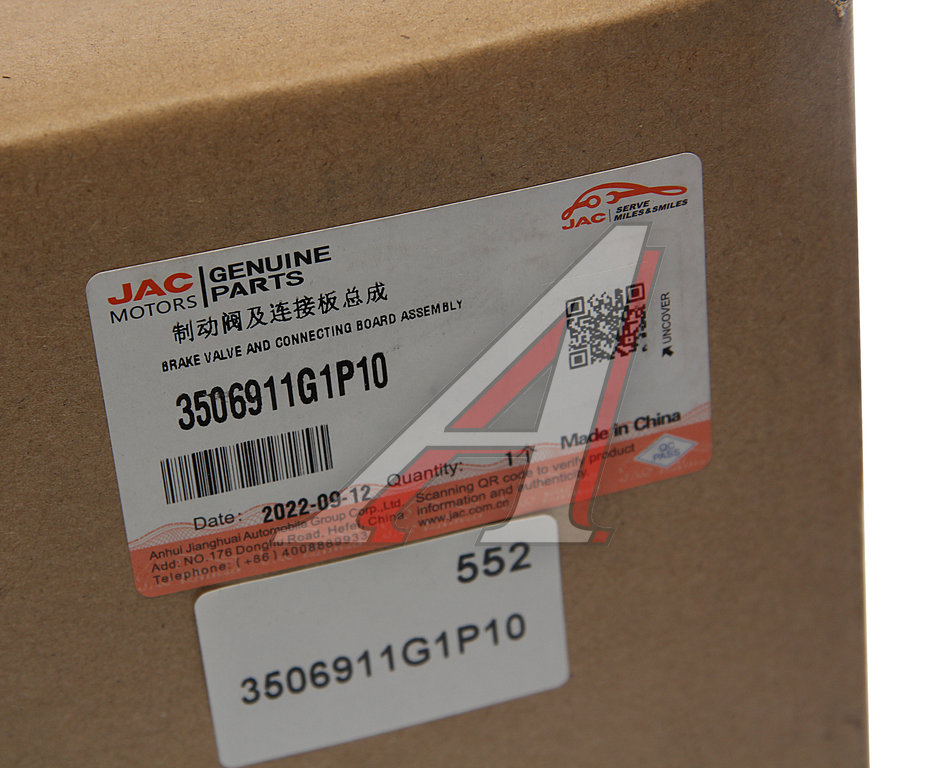 JAC MOTORS GENUINE PARTS
JAC SERVE MILES&SMILES
制动阀及连接板总成
BRAKE VALVE AND CONNECTING BOARD ASSEMBLY
3506911G1P10
UNCOVER
Made in China
QC PASS
Date: 2022-09-12
Quantity: 1
Anhui Jianghuai Automobile Group Corp.,Ltd.
Add: NO.176 Dongliu Road, Hefei, China
Telephone: (+86) 4008889933
Scanning QR code to verify product
information and authenticity.
www.jac.com.cn
552
3506911G1P10